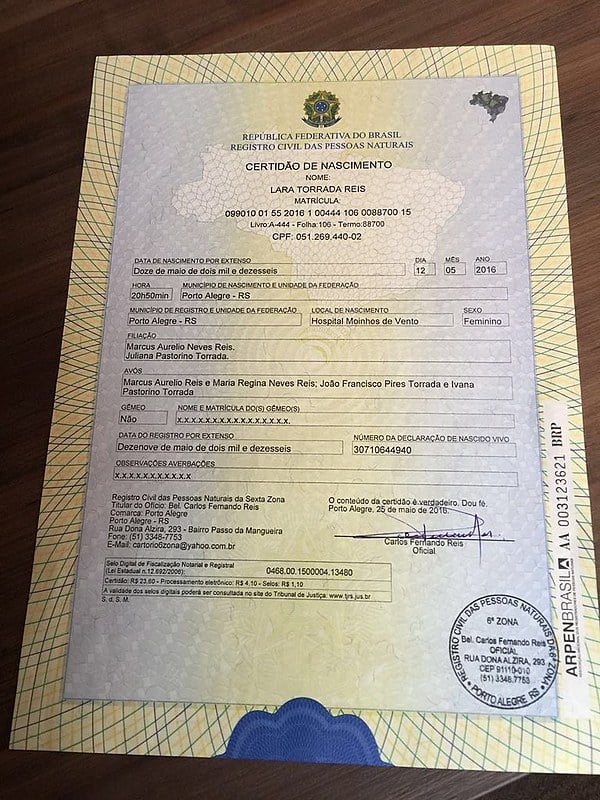 REPÚBLICA FEDERATIVA DO BRASIL
REGISTRO CIVIL DAS PESSOAS NATURAIS
CERTIDÃO DE NASCIMENTO
NOME:
LARA TORRADA REIS
MATRÍCULA:
099010 01 55 2016 1 00444 106 0088700 15
Livro:A-444 - Folha:106 - Termo:88700
CPF: 051.269.440-02
DATA DE NASCIMENTO POR EXTENSO DIA MÊS ANO
Doze de maio de dois mil e dezesseis 12 05 2016
HORA MUNICÍPIO DE NASCIMENTO E UNIDADE DA FEDERAÇÃO
20h50min Porto Alegre - RS
MUNICÍPIO DE REGISTRO E UNIDADE DA FEDERAÇÃO LOCAL DE NASCIMENTO SEXO
Porto Alegre - RS Hospital Moinhos de Vento Feminino
FILIAÇÃO
Marcus Aurelio Neves Reis.
Juliana Pastorino Torrada.
AVÓS
Marcus Aurelio Reis e Maria Regina Neves Reis; João Francisco Pires Torrada e Ivana
Pastorino Torrada
GÊMEO NOME E MATRÍCULA DO(S) GÊMEO(S)
Não x.x.x.x.x.x.x.x.x.x.x.x.x.x.x.x.x.
DATA DO REGISTRO POR EXTENSO NÚMERO DA DECLARAÇÃO DE NASCIDO VIVO
Dezenove de maio de dois mil e dezesseis 30710644940
OBSERVAÇÕES AVERBAÇÕES
x.x.x.x.x.x.x.x.x.x.x
Registro Civil das Pessoas Naturais da Sexta Zona
Titular do Ofício: Bel. Carlos Fernando Reis
Comarca: Porto Alegre
Porto Alegre - RS
Rua Dona Alzira, 293 - Bairro Passo da Mangueira
Fone: (51) 3348-7753
E-Mail: cartorio6zona@yahoo.com.br
O conteúdo da certidão é verdadeiro. Dou fé.
Porto Alegre, 25 de maio de 2016.
Carlos Fernando Reis
Oficial
Selo Digital de Fiscalização Notarial e Registral
(Lei Estadual n.12.692/2006): 0468.00.1500004.13480
Certidão: R$ 23,60 - Processamento eletrônico: R$ 4,10 - Selos: R$ 1,10
A validade dos selos digitais poderá ser consultada no site do Tribunal de Justiça: www.tjrs.jus.br
S. d. S. M.
REGISTRO CIVIL DAS PESSOAS NATURAIS DA 6ª ZONA
6ª ZONA
Bel. Carlos Fernando Reis
OFICIAL
RUA DONA ALZIRA, 293
CEP 91110-010
(51) 3348.7753
PORTO ALEGRE RS
ARPENBRASIL AA 003123621 BRP